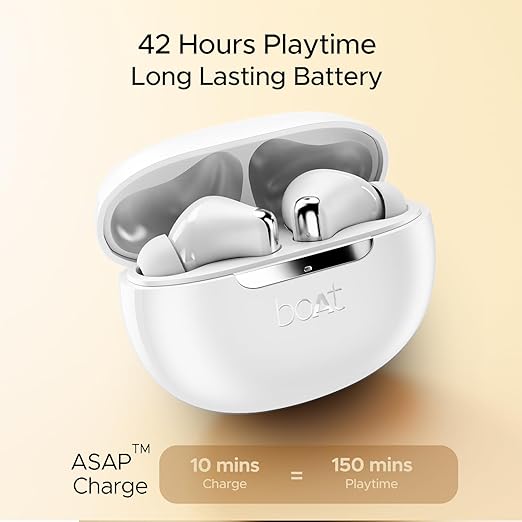 42 Hours Playtime
Long Lasting Battery
boAt
ASAP™
Charge
10 mins = 150 mins
Charge Playtime